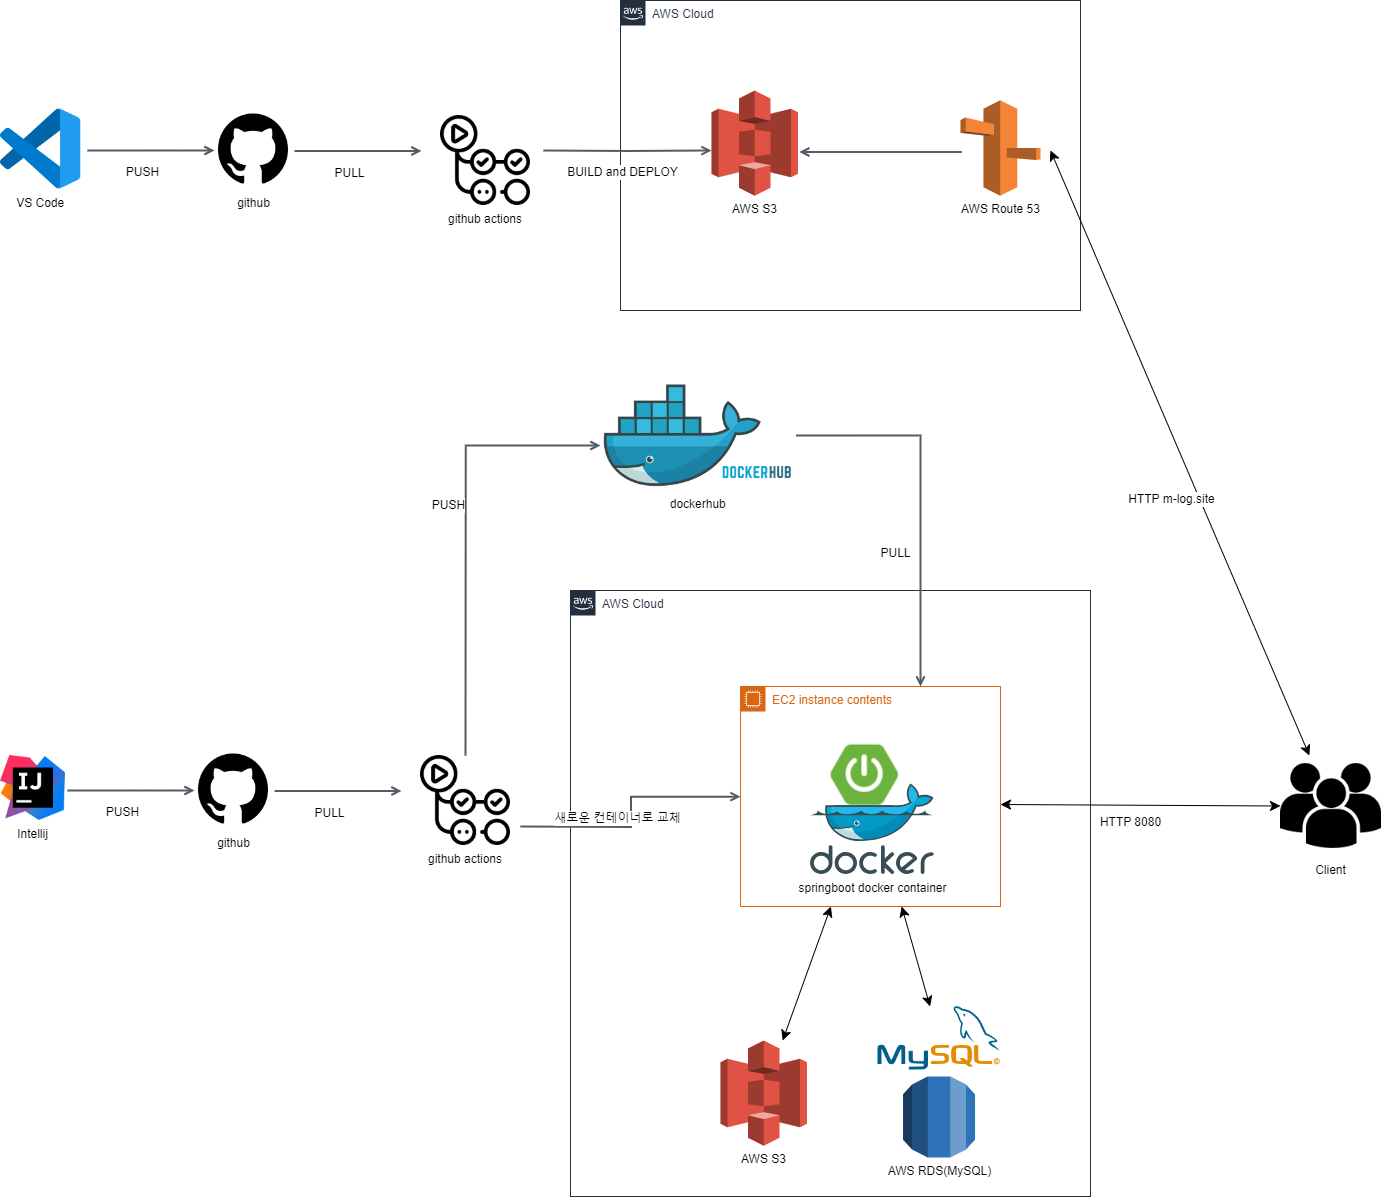 aws
AWS Cloud
PUSH
PULL
BUILD and DEPLOY
VS Code
github
github actions
AWS S3
AWS Route 53
DOCKERHUB
dockerhub
PUSH
PULL
HTTP m-log.site
aws
AWS Cloud
EC2 instance contents
IJ
PUSH
PULL
새로운 컨테이너로 교체
Intellij
github
github actions
docker
springboot docker container
HTTP 8080
Client
MySQL®
AWS S3
AWS RDS(MySQL)